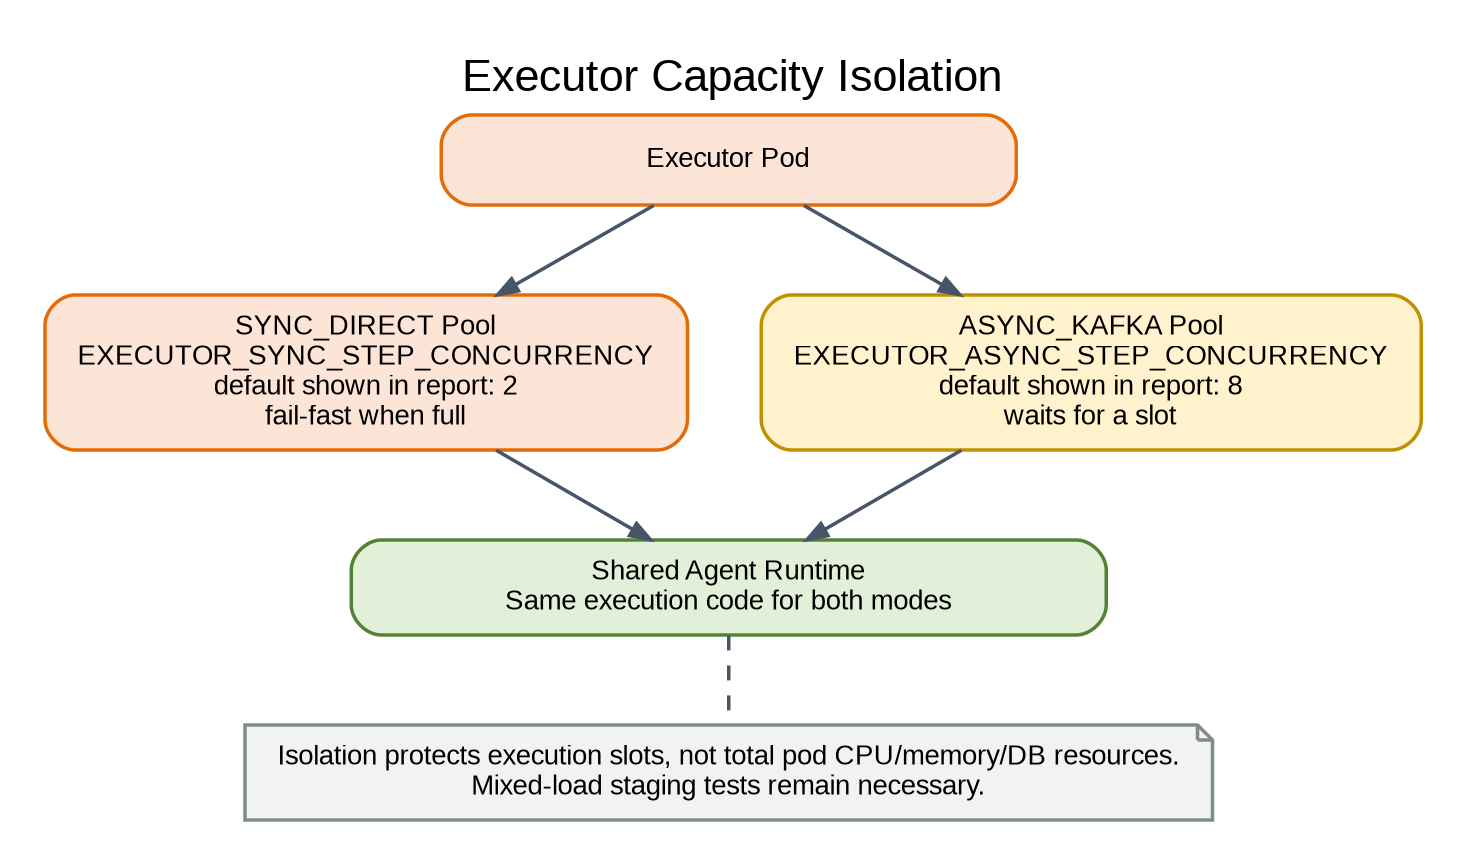 Executor Capacity Isolation
Executor Pod
SYNC_DIRECT Pool
EXECUTOR_SYNC_STEP_CONCURRENCY
default shown in report: 2
fail-fast when full
ASYNC_KAFKA Pool
EXECUTOR_ASYNC_STEP_CONCURRENCY
default shown in report: 8
waits for a slot
Shared Agent Runtime
Same execution code for both modes
Isolation protects execution slots, not total pod CPU/memory/DB resources.
Mixed-load staging tests remain necessary.